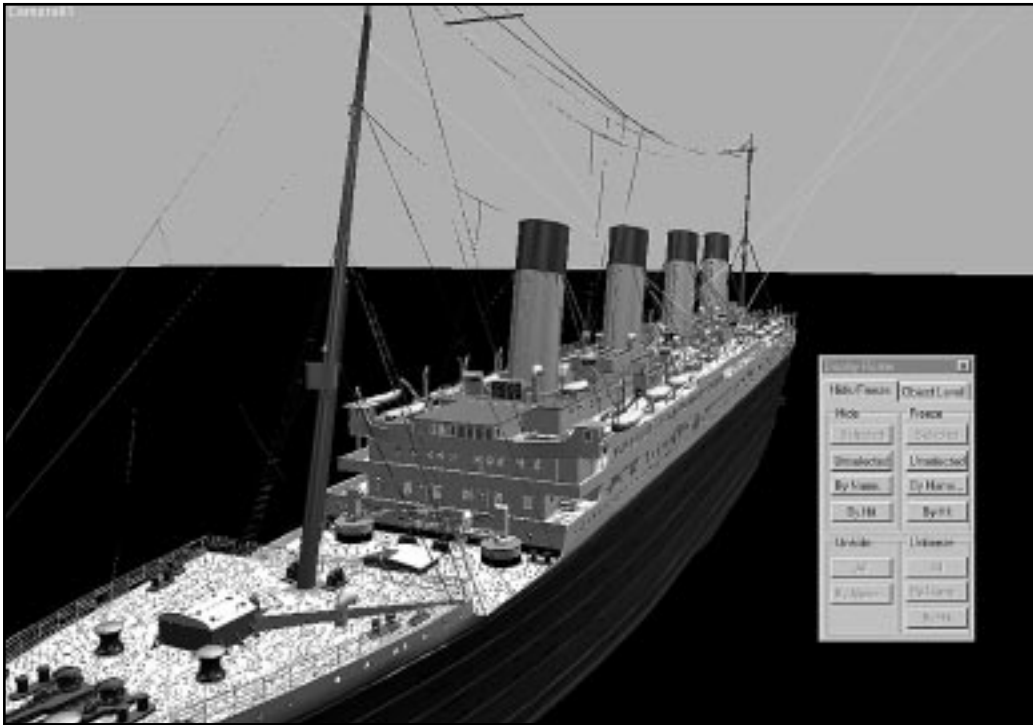 Hide/Freeze
Object Level
Hide
Freeze
Selected
Selected
Unselected
Unselected
By Name...
By Name...
By Hit
By Hit
Unhide
Unfreeze
All
All
By Name...
By Name...
By Hit